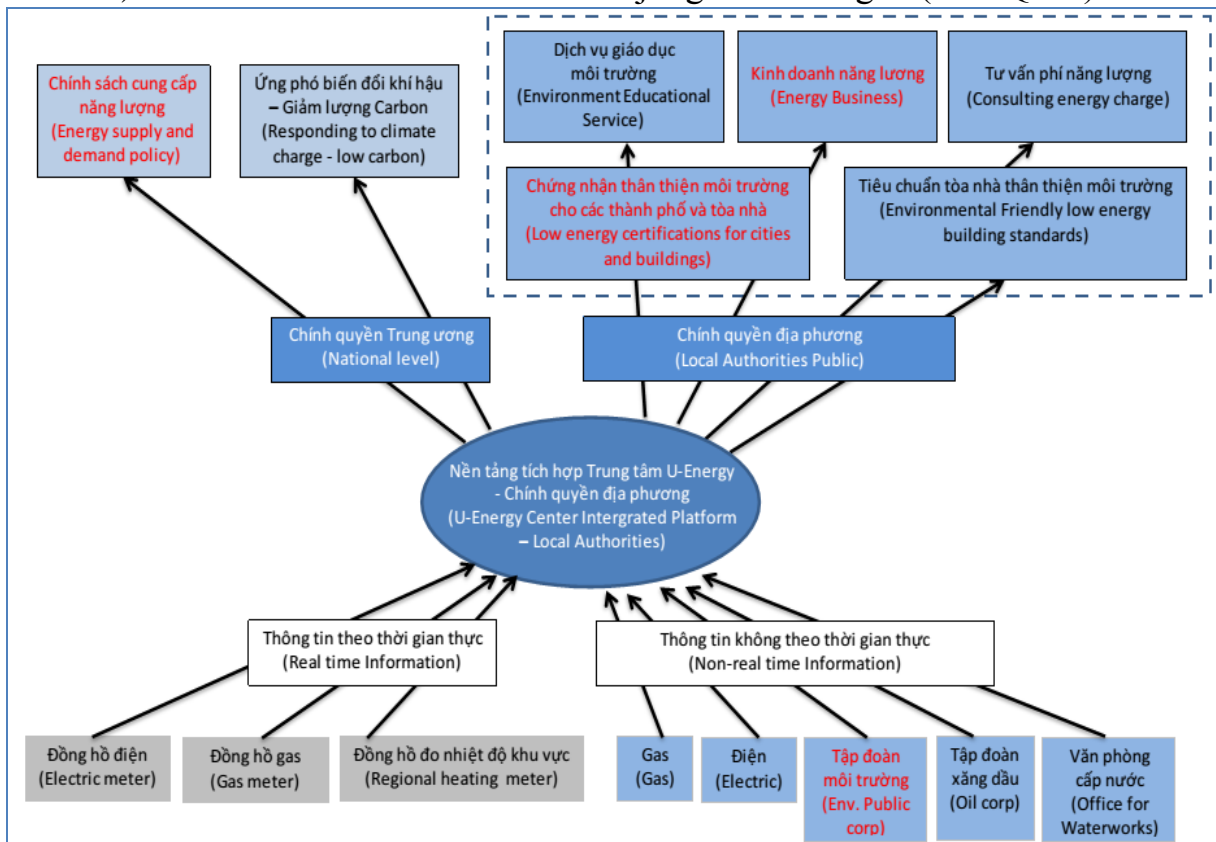 Chính sách cung cấp
năng lượng
(Energy supply and
demand policy)
Ứng phó biến đổi khí hậu
– Giảm lượng Carbon
(Responding to climate
charge - low carbon)
Dịch vụ giáo dục
môi trường
(Environment Educational
Service)
Kinh doanh năng lương
(Energy Business)
Tư vấn phí năng lượng
(Consulting energy charge)
Chứng nhận thân thiện môi trường
cho các thành phố và tòa nhà
(Low energy certifications for cities
and buildings)
Tiêu chuẩn tòa nhà thân thiện môi trường
(Environmental Friendly low energy
building standards)
Chính quyền Trung ương
(National level)
Chính quyền địa phương
(Local Authorities Public)
Nền tảng tích hợp Trung tâm U-Energy
- Chính quyền địa phương
(U-Energy Center Intergrated Platform
– Local Authorities)
Thông tin theo thời gian thực
(Real time Information)
Thông tin không theo thời gian thực
(Non-real time Information)
Đồng hồ điện
(Electric meter)
Đồng hồ gas
(Gas meter)
Đồng hồ đo nhiệt độ khu vực
(Regional heating meter)
Gas
(Gas)
Điện
(Electric)
Tập đoàn
môi trường
(Env. Public
corp)
Tập đoàn
xăng dầu
(Oil corp)
Văn phòng
cấp nước
(Office for
Waterworks)